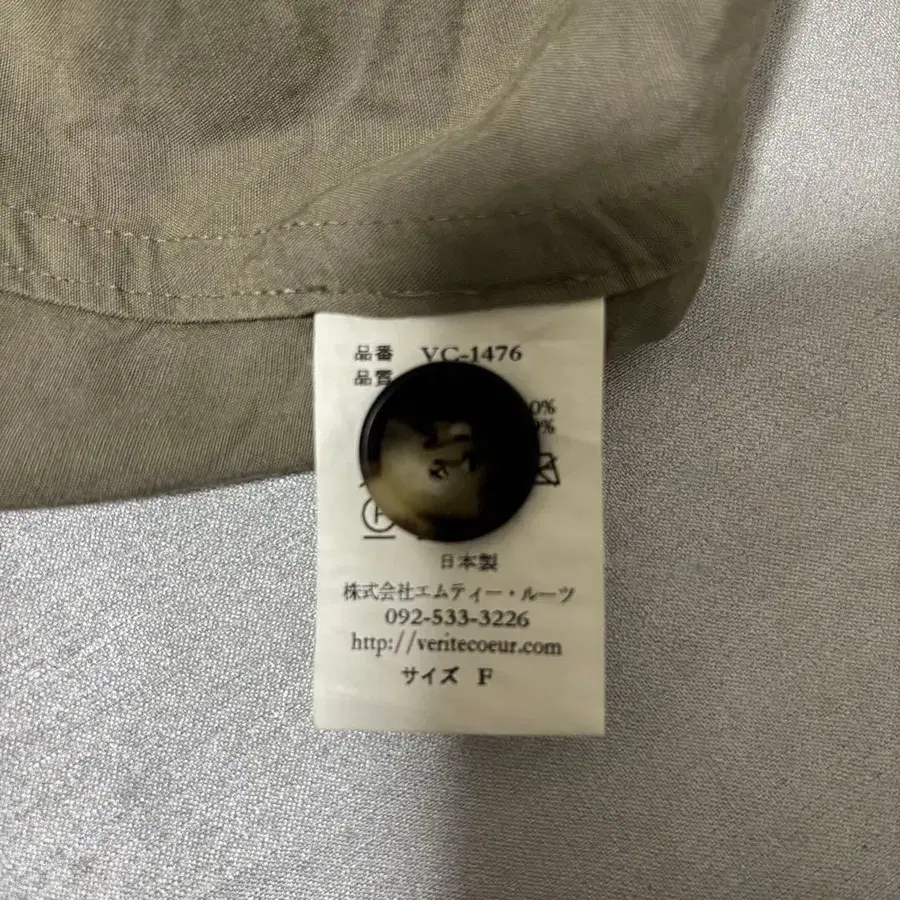 品番 VC-1476
品質
0%
%
P
日本製
株式会社エムティー・ルーツ
092-533-3226
http://veritecoeur.com
サイズ F